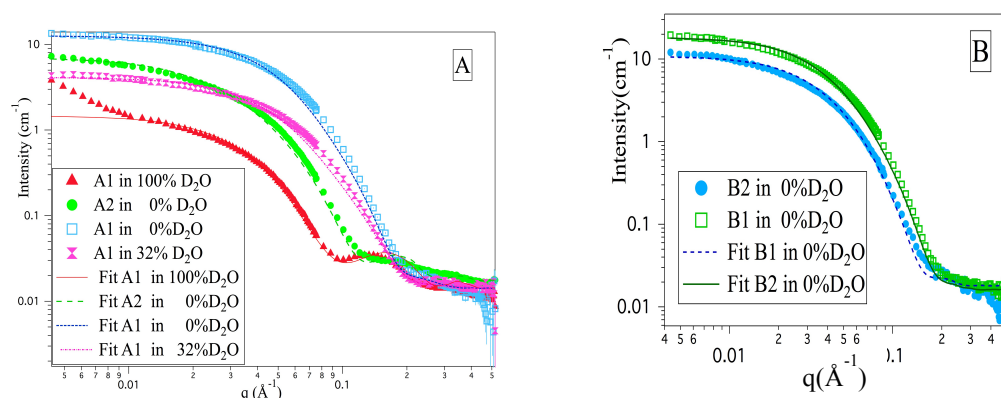 A
10
1
0.1
0.01
Intensity (cm-1)
A1 in 100% D2O
A2 in 0% D2O
A1 in 0%D2O
A1 in 32% D2O
Fit A1 in 100%D2O
Fit A2 in 0%D2O
Fit A1 in 0%D2O
Fit A1 in 32%D2O
5 6 7 8 9 0.01 2 3 4 5 6 7 8 9 0.1 2 3 4 5
q (Å-1)
B
10
1
0.1
0.01
Intensity(cm-1)
B2 in 0%D2O
B1 in 0%D2O
Fit B1 in 0%D2O
Fit B2 in 0%D2O
4 5 6 0.01 2 3 4 5 6 0.1 2 3 4
q(Å-1)